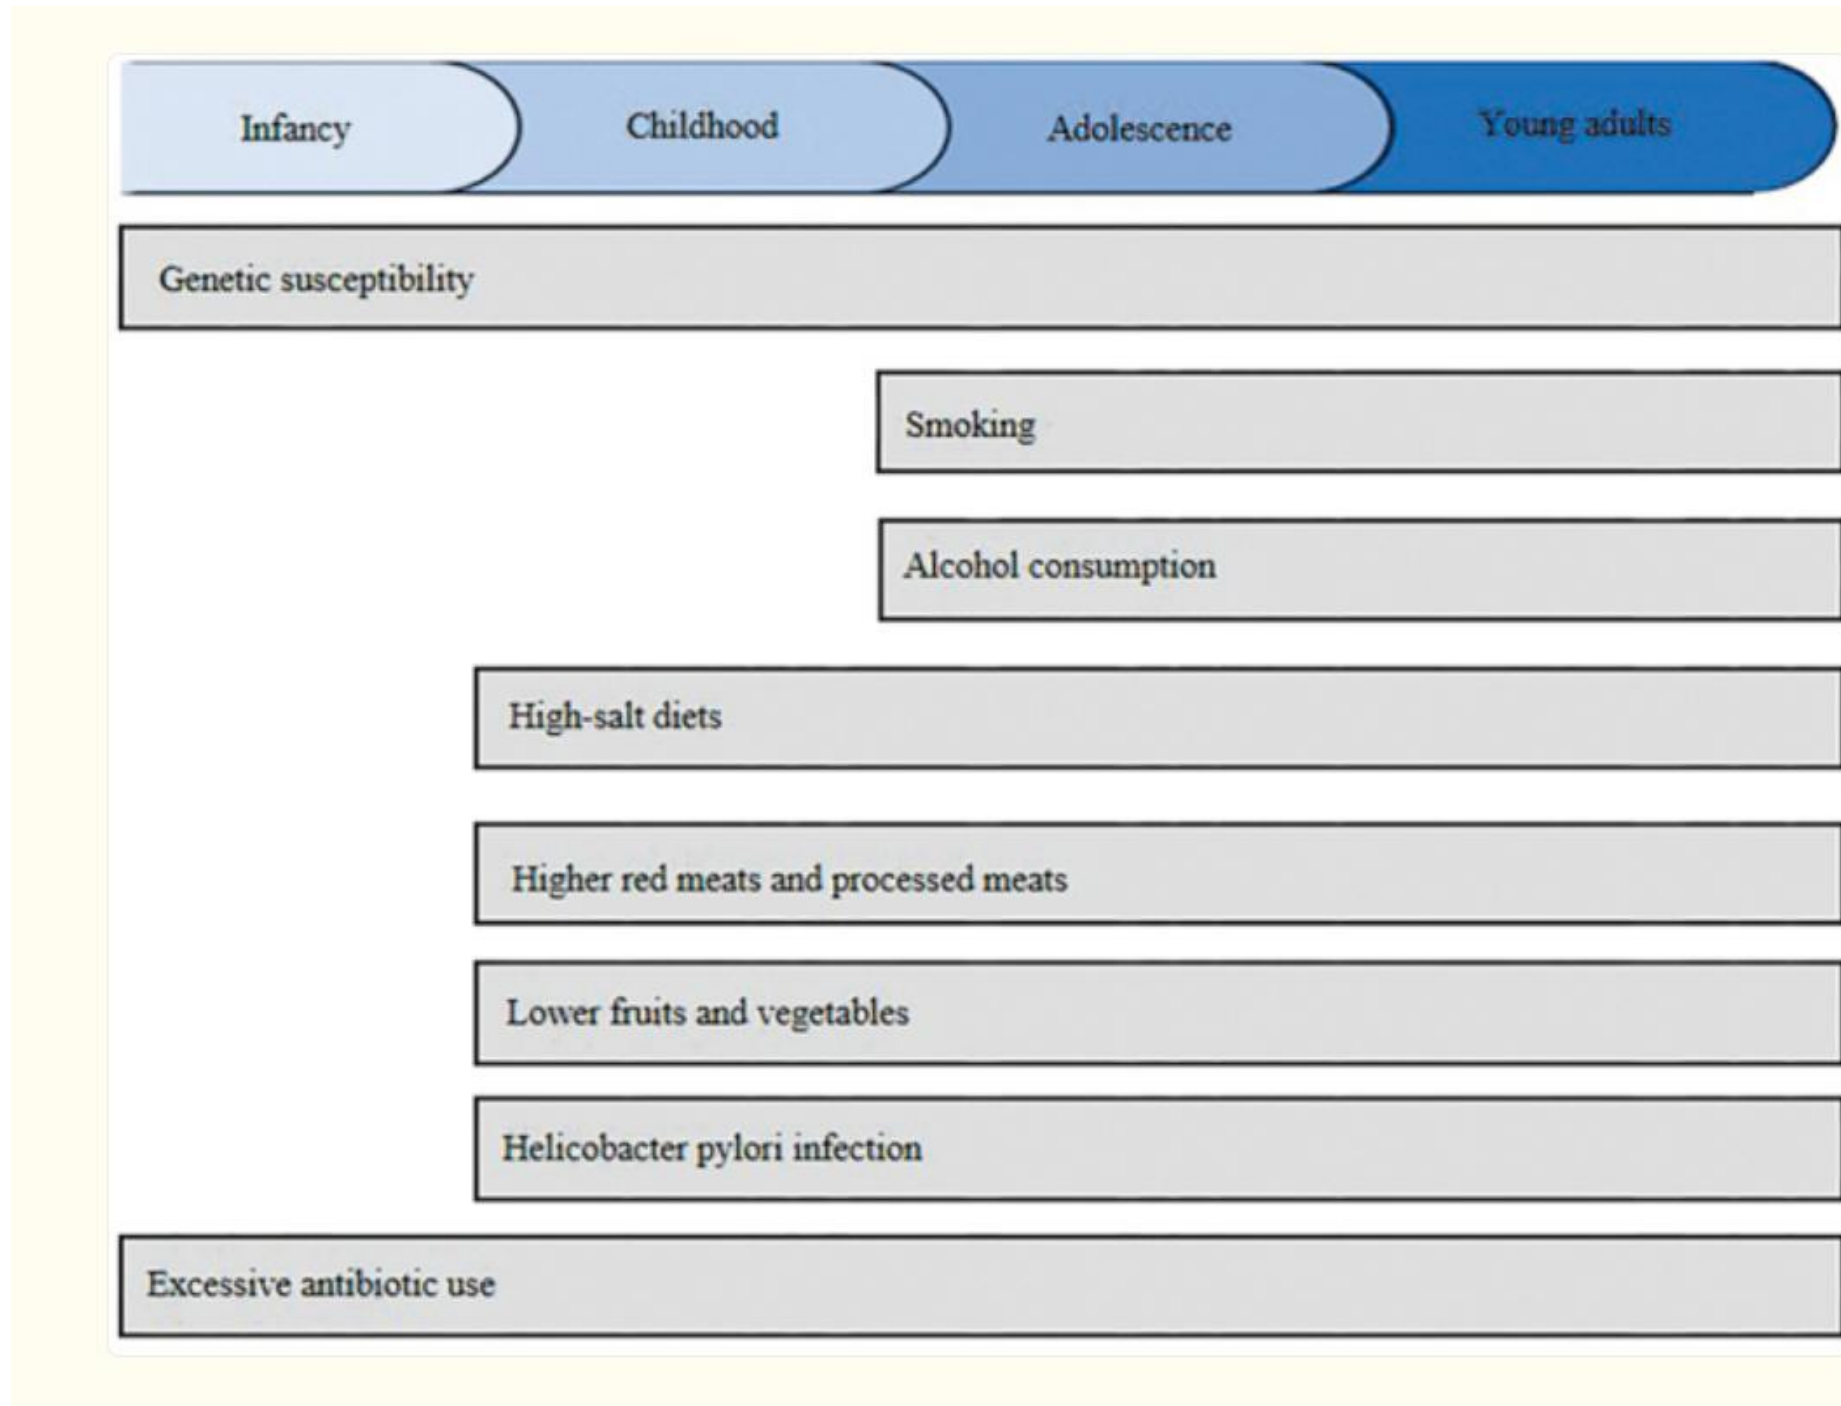 Infancy
Childhood
Adolescence
Young adults
Genetic susceptibility
Smoking
Alcohol consumption
High-salt diets
Higher red meats and processed meats
Lower fruits and vegetables
Helicobacter pylori infection
Excessive antibiotic use